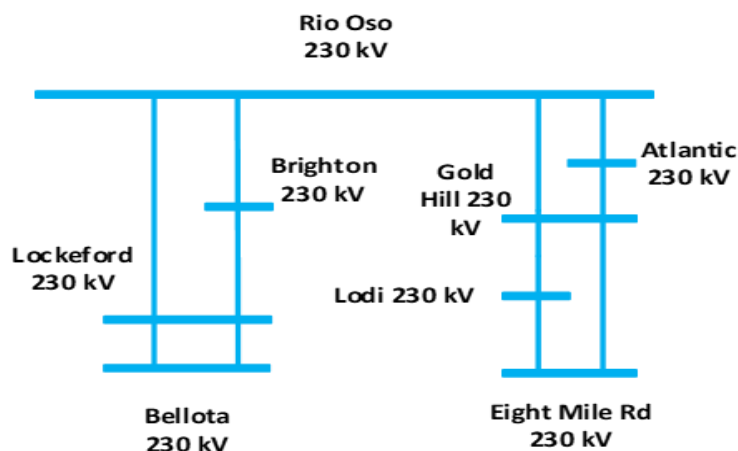 Rio Oso
230 kV
Brighton
230 kV
Gold
Hill 230
kV
Atlantic
230 kV
Lockeford
230 kV
Lodi 230 kV
Bellota
230 kV
Eight Mile Rd
230 kV